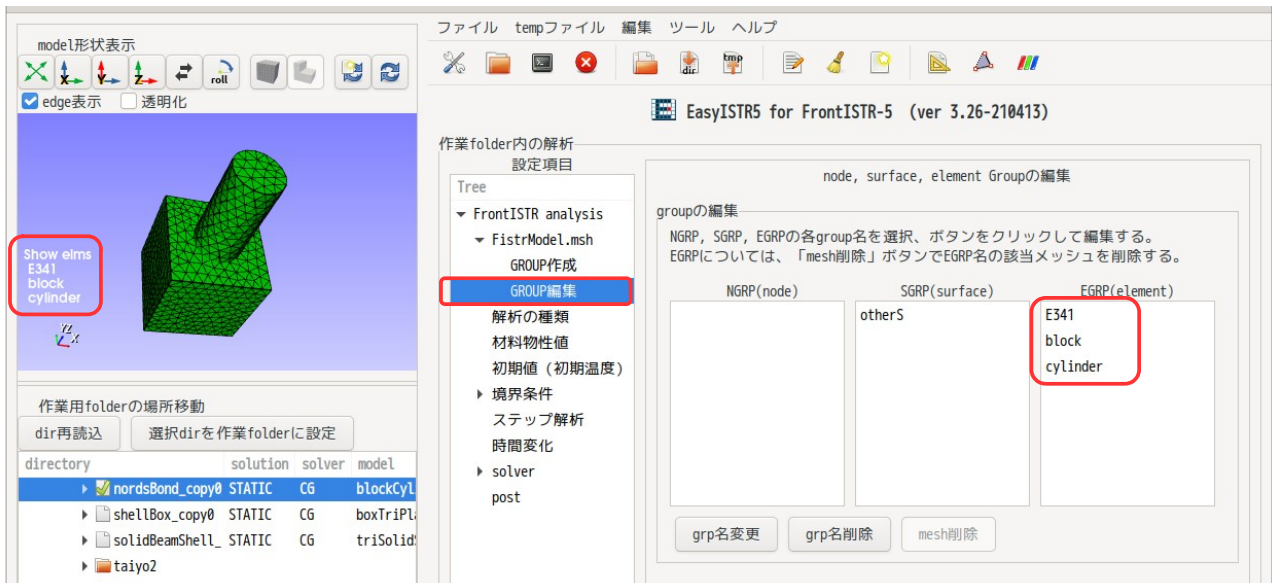 model形状表示
roll
edge表示
透明化
Show elms
E341
block
cylinder
YZ
X
作業用folderの場所移動
dir再読込
選択dirを作業folderに設定
directory solution solver model
nordsBond_copy0 STATIC CG blockCyl
shellBox_copy0 STATIC CG boxTriPla
solidBeamShell_ STATIC CG triSolid
taiyo2
ファイル tempファイル 編集 ツール ヘルプ
dir
tmp
EasyISTR5 for FrontISTR-5 (ver 3.26-210413)
作業folder内の解析
設定項目
Tree
FrontISTR analysis
FistrModel.msh
GROUP作成
GROUP編集
解析の種類
材料物性値
初期値（初期温度）
境界条件
ステップ解析
時間変化
solver
post
node, surface, element Groupの編集
groupの編集
NGRP, SGRP, EGRPの各group名を選択、ボタンをクリックして編集する。
EGRPについては、「mesh削除」ボタンでEGRP名の該当メッシュを削除する。
NGRP(node) SGRP(surface) EGRP(element)
otherS
E341
block
cylinder
grp名変更 grp名削除 mesh削除